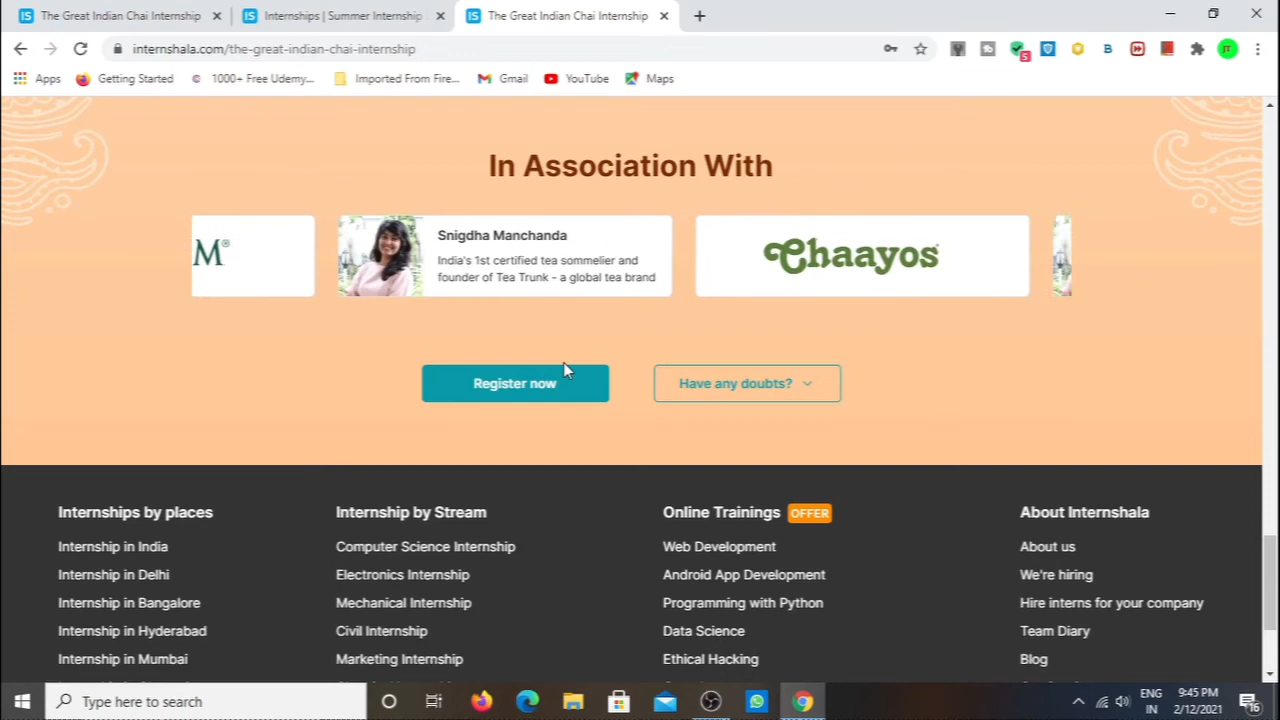 The Great Indian Chai Internship
Internships | Summer Internship
The Great Indian Chai Internship
internshala.com/the-great-indian-chai-internship
5
JT
Apps
Getting Started
1000+ Free Udemy...
Imported From Fire...
Gmail
YouTube
Maps
In Association With
M®
Snigdha Manchanda
India's 1st certified tea sommelier and
founder of Tea Trunk - a global tea brand
Chaayos
Register now
Have any doubts?
Internships by places
Internship in India
Internship in Delhi
Internship in Bangalore
Internship in Hyderabad
Internship in Mumbai
Internship by Stream
Computer Science Internship
Electronics Internship
Mechanical Internship
Civil Internship
Marketing Internship
Online Trainings OFFER
Web Development
Android App Development
Programming with Python
Data Science
Ethical Hacking
About Internshala
About us
We're hiring
Hire interns for your company
Team Diary
Blog
Type here to search
ENG
IN
9:45 PM
2/12/2021
16